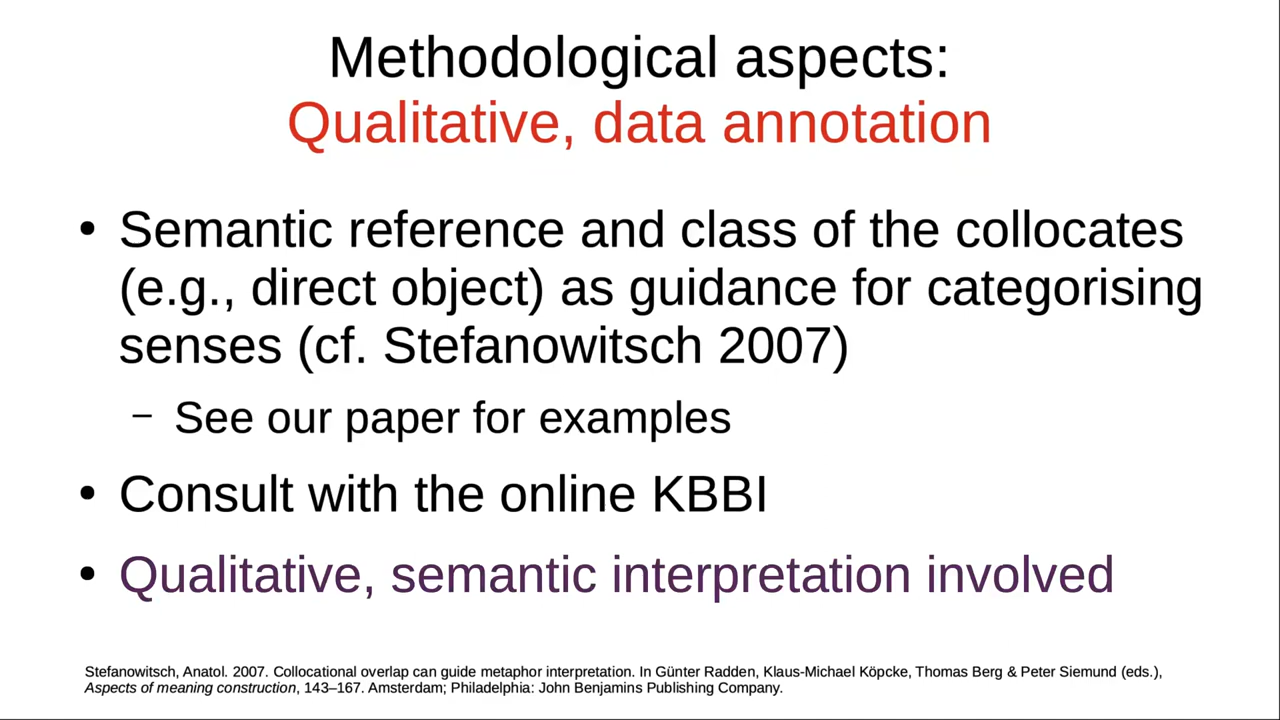 Methodological aspects:
Qualitative, data annotation
• Semantic reference and class of the collocates
(e.g., direct object) as guidance for categorising
senses (cf. Stefanowitsch 2007)
– See our paper for examples
• Consult with the online KBBI
• Qualitative, semantic interpretation involved
Stefanowitsch, Anatol. 2007. Collocational overlap can guide metaphor interpretation. In Günter Radden, Klaus-Michael Köpcke, Thomas Berg & Peter Siemund (eds.),
Aspects of meaning construction, 143–167. Amsterdam; Philadelphia: John Benjamins Publishing Company.